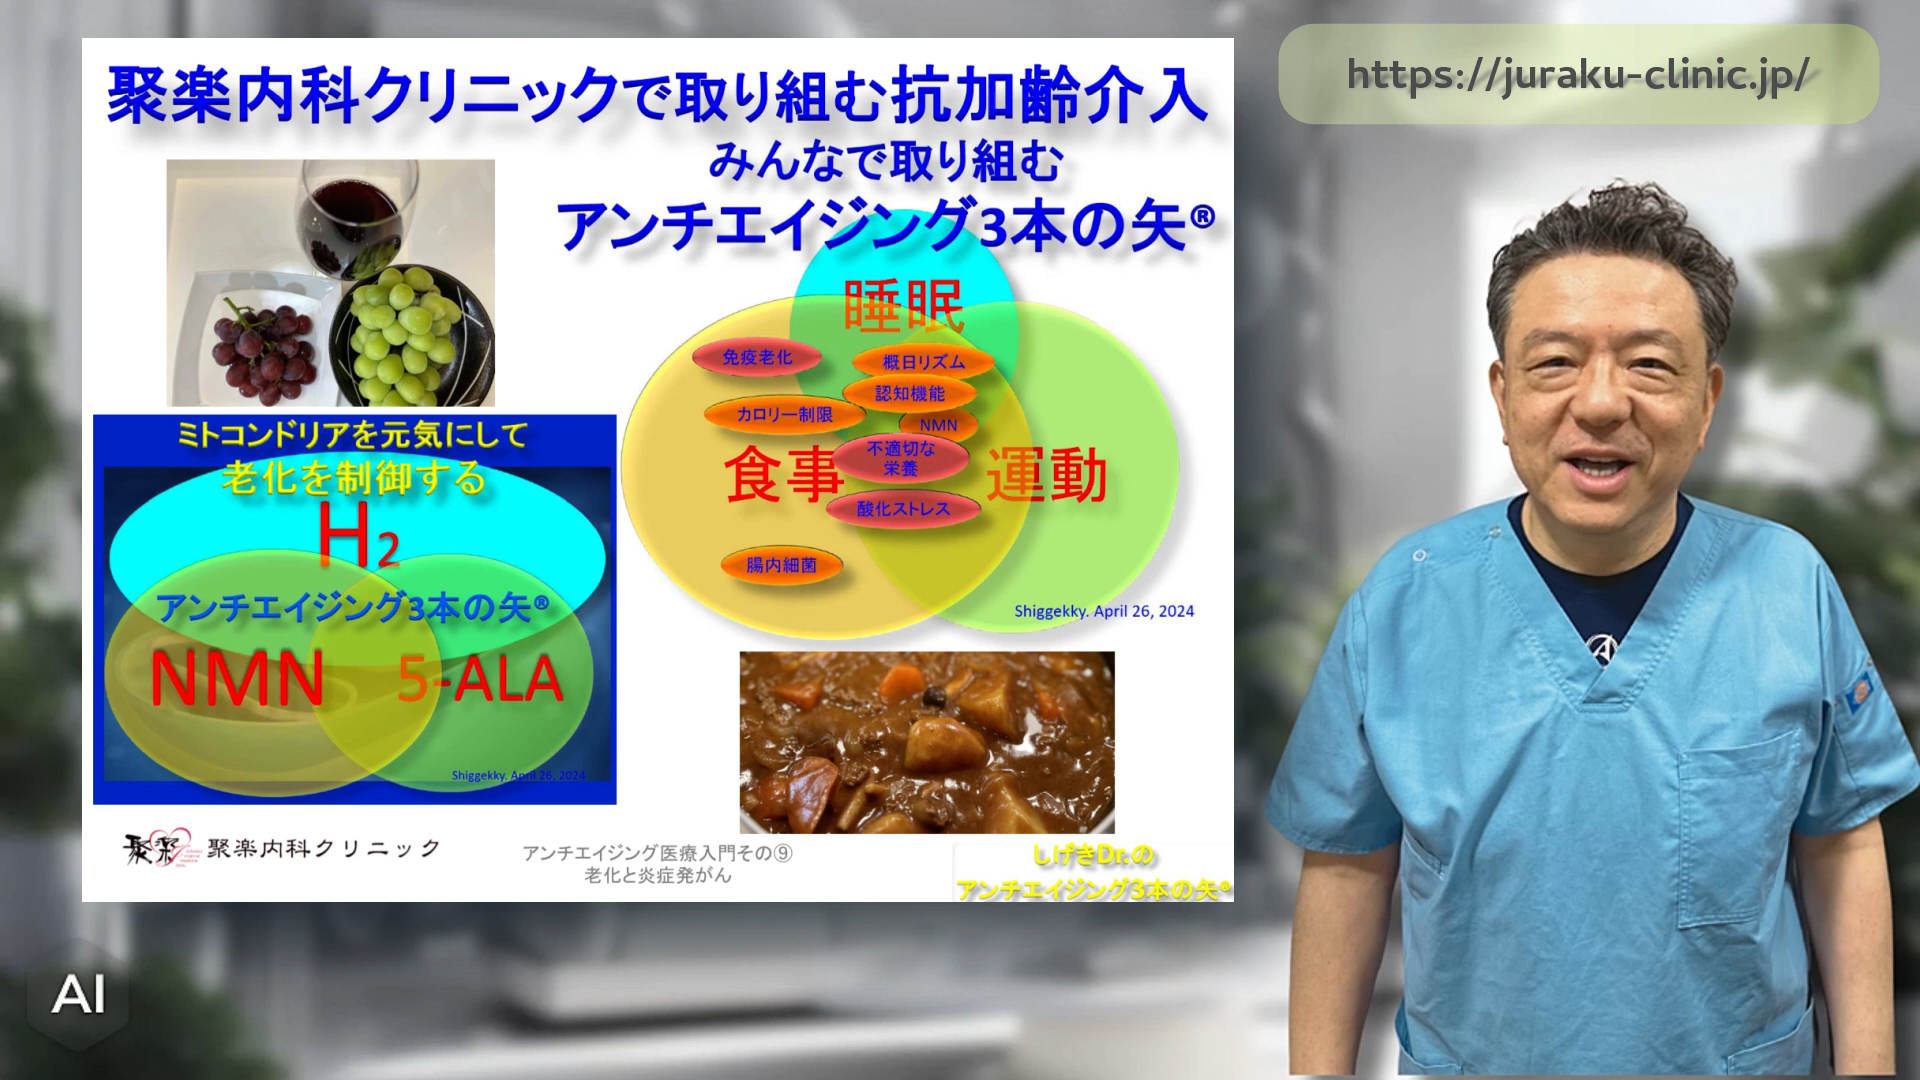 聚楽内科クリニックで取り組む抗加齢介入
みんなで取り組む
アンチエイジング3本の矢®
睡眠
免疫老化
概日リズム
認知機能
カロリー制限
NMN
不適切な
栄養
食事
運動
酸化ストレス
腸内細菌
Shiggekky. April 26, 2024
ミトコンドリアを元気にして
老化を制御する
H2
アンチエイジング3本の矢®
NMN
5-ALA
Shiggekky. April 26, 2024
聚楽内科クリニック
アンチエイジング医療入門その⑨
老化と炎症発がん
しげきDr.の
アンチエイジング3本の矢®
https://juraku-clinic.jp/
AI